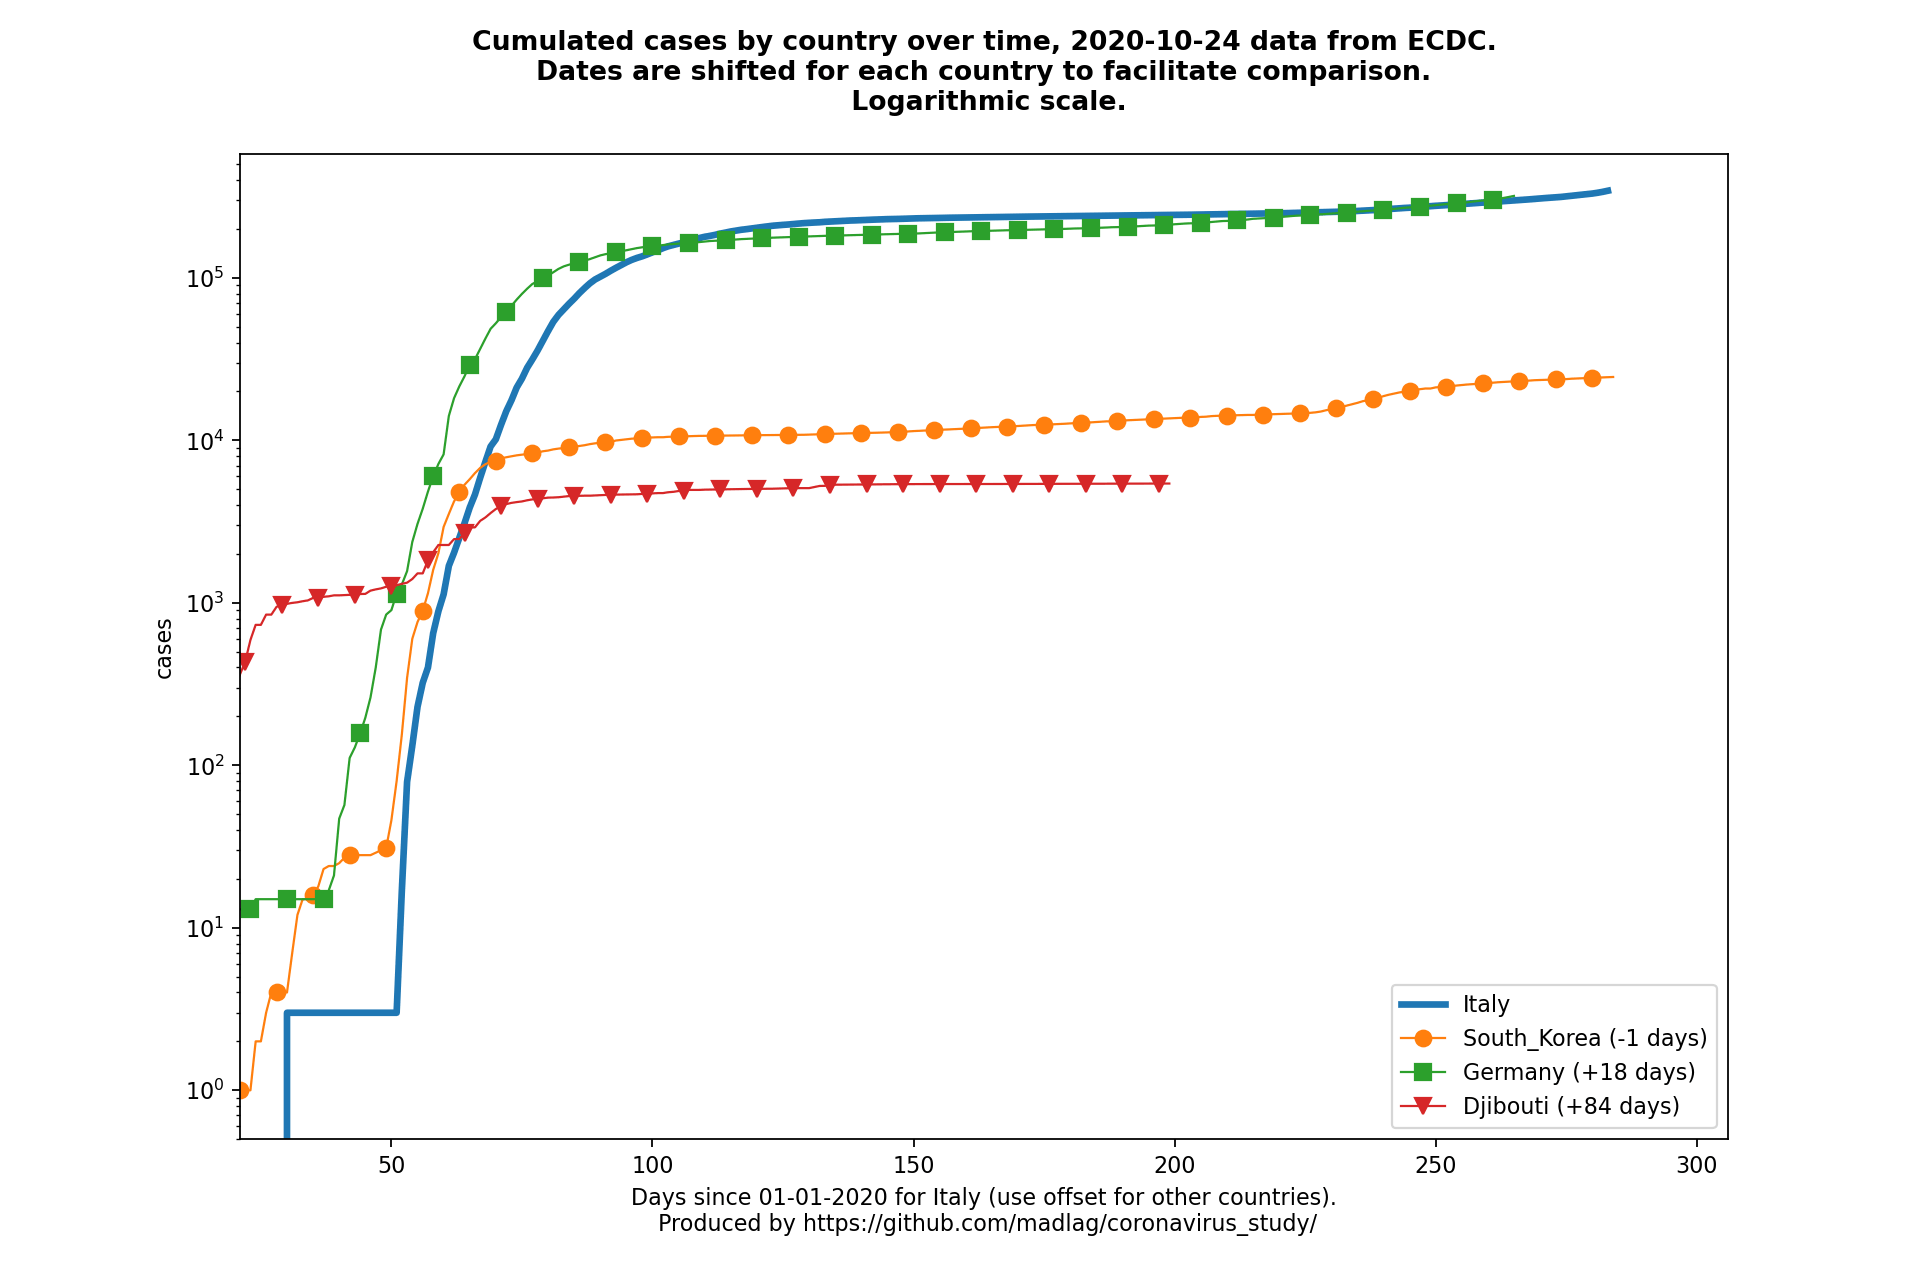 Cumulated cases by country over time, 2020-10-24 data from ECDC.
Dates are shifted for each country to facilitate comparison.
Logarithmic scale.
cases
10^5
10^4
10^3
10^2
10^1
10^0
50 100 150 200 250 300
Italy
South_Korea (-1 days)
Germany (+18 days)
Djibouti (+84 days)
Days since 01-01-2020 for Italy (use offset for other countries).
Produced by https://github.com/madlag/coronavirus_study/